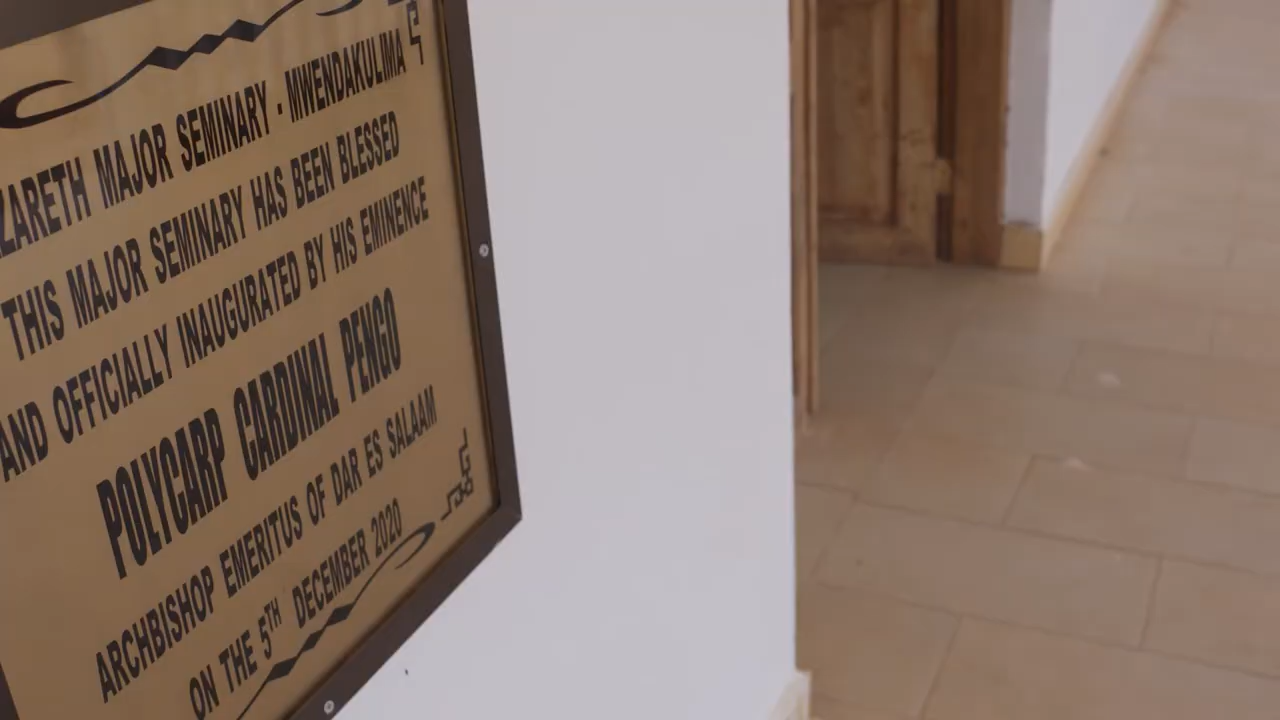 ZARETH MAJOR SEMINARY - MWENDAKULIMA
THIS MAJOR SEMINARY HAS BEEN BLESSED
AND OFFICIALLY INAUGURATED BY HIS EMINENCE
POLYCARP CARDINAL PENGO
ARCHBISHOP EMERITUS OF DAR ES SALAAM
ON THE 5TH DECEMBER 2020